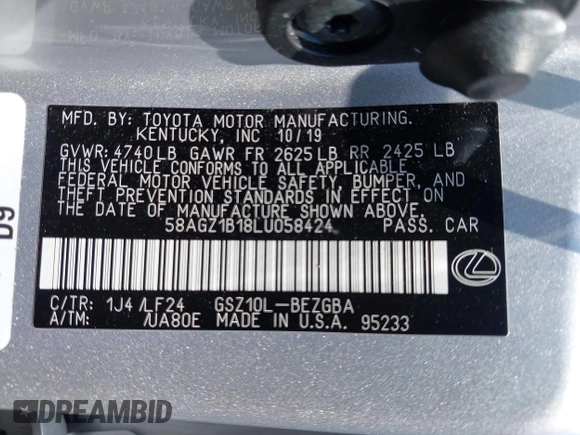 MFD. BY: TOYOTA MOTOR MANUFACTURING,
KENTUCKY, INC 10/19
GVWR: 4740LB GAWR FR 2625LB RR 2425 LB
THIS VEHICLE CONFORMS TO ALL APPLICABLE
FEDERAL MOTOR VEHICLE SAFETY, BUMPER, AND
THEFT PREVENTION STANDARDS IN EFFECT ON
THE DATE OF MANUFACTURE SHOWN ABOVE.
58AGZ1B18LU058424 PASS. CAR
C/TR: 1J4 /LF24 GSZ10L-BEZGBA
A/TM: /UA80E MADE IN U.S.A. 95233
D9
DREAMBID